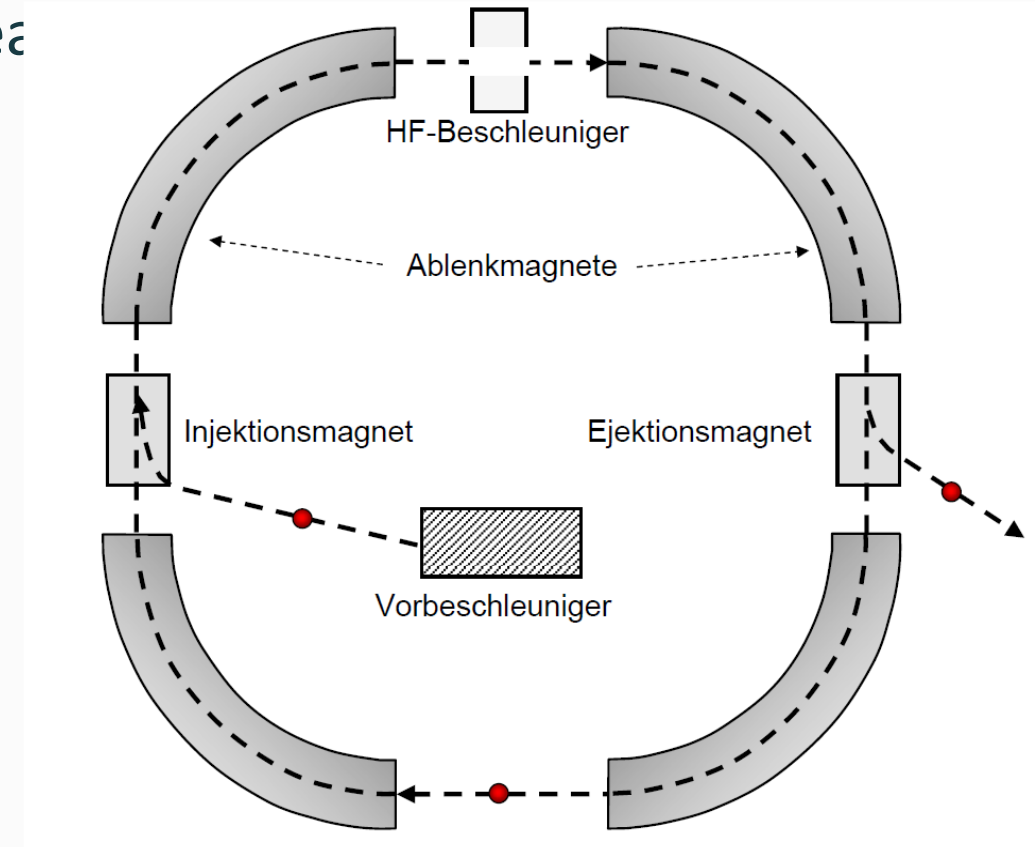 HF-Beschleuniger
Ablenkmagnete
Injektionsmagnet
Ejektionsmagnet
Vorbeschleuniger